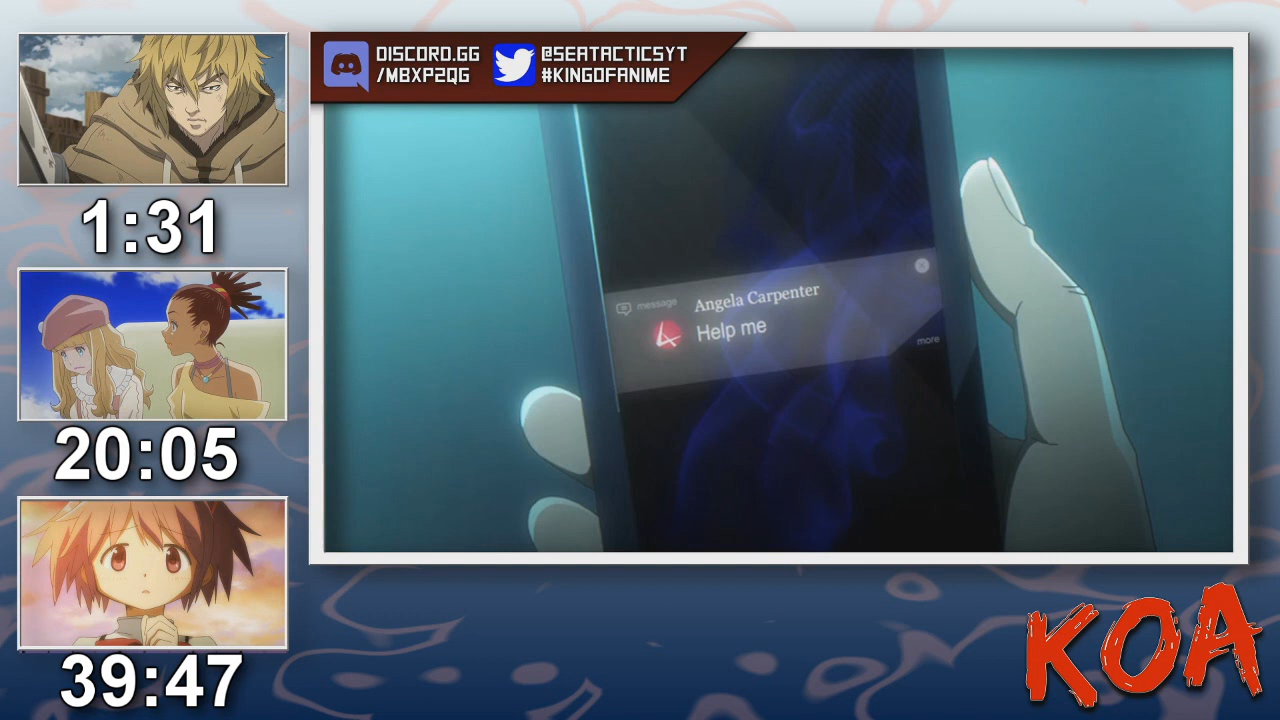 DISCORD.GG
/MBXP2QG
@SEATACTICSYT
#KINGOFANIME
1:31
20:05
39:47
message
Angela Carpenter
Help me
more
KOA